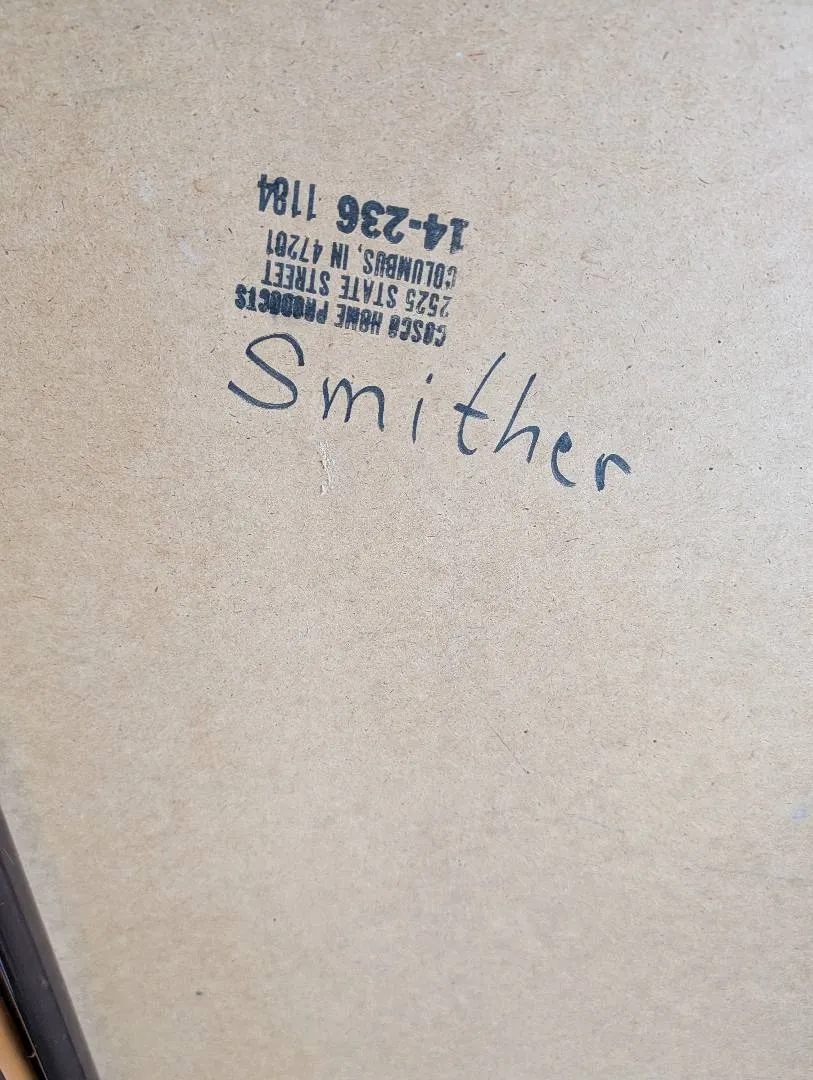 Smither
COSCO HOME PRODUCTS
2525 STATE STREET
COLUMBUS, IN 47201
14-236 1184